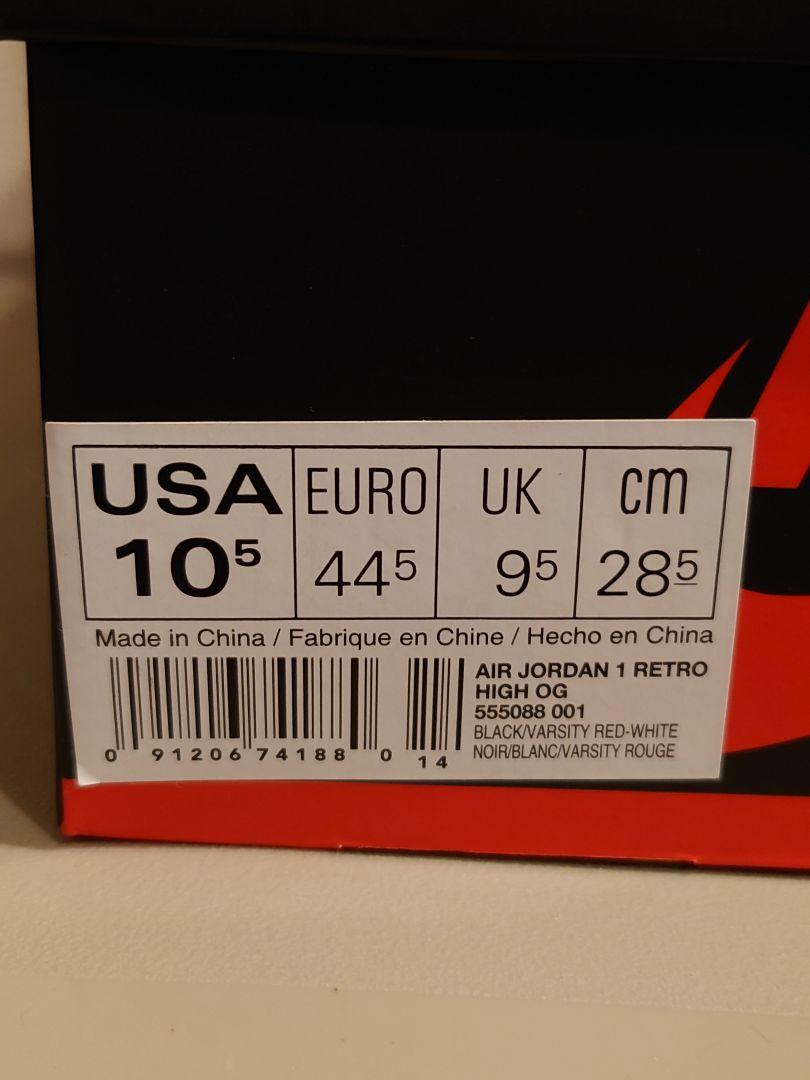 USA EURO UK cm
10⁵ 44⁵ 9⁵ 28⁵
Made in China / Fabrique en Chine / Hecho en China
AIR JORDAN 1 RETRO
HIGH OG
555088 001
BLACK/VARSITY RED-WHITE
NOIR/BLANC/VARSITY ROUGE
0 91206 74188 0 14